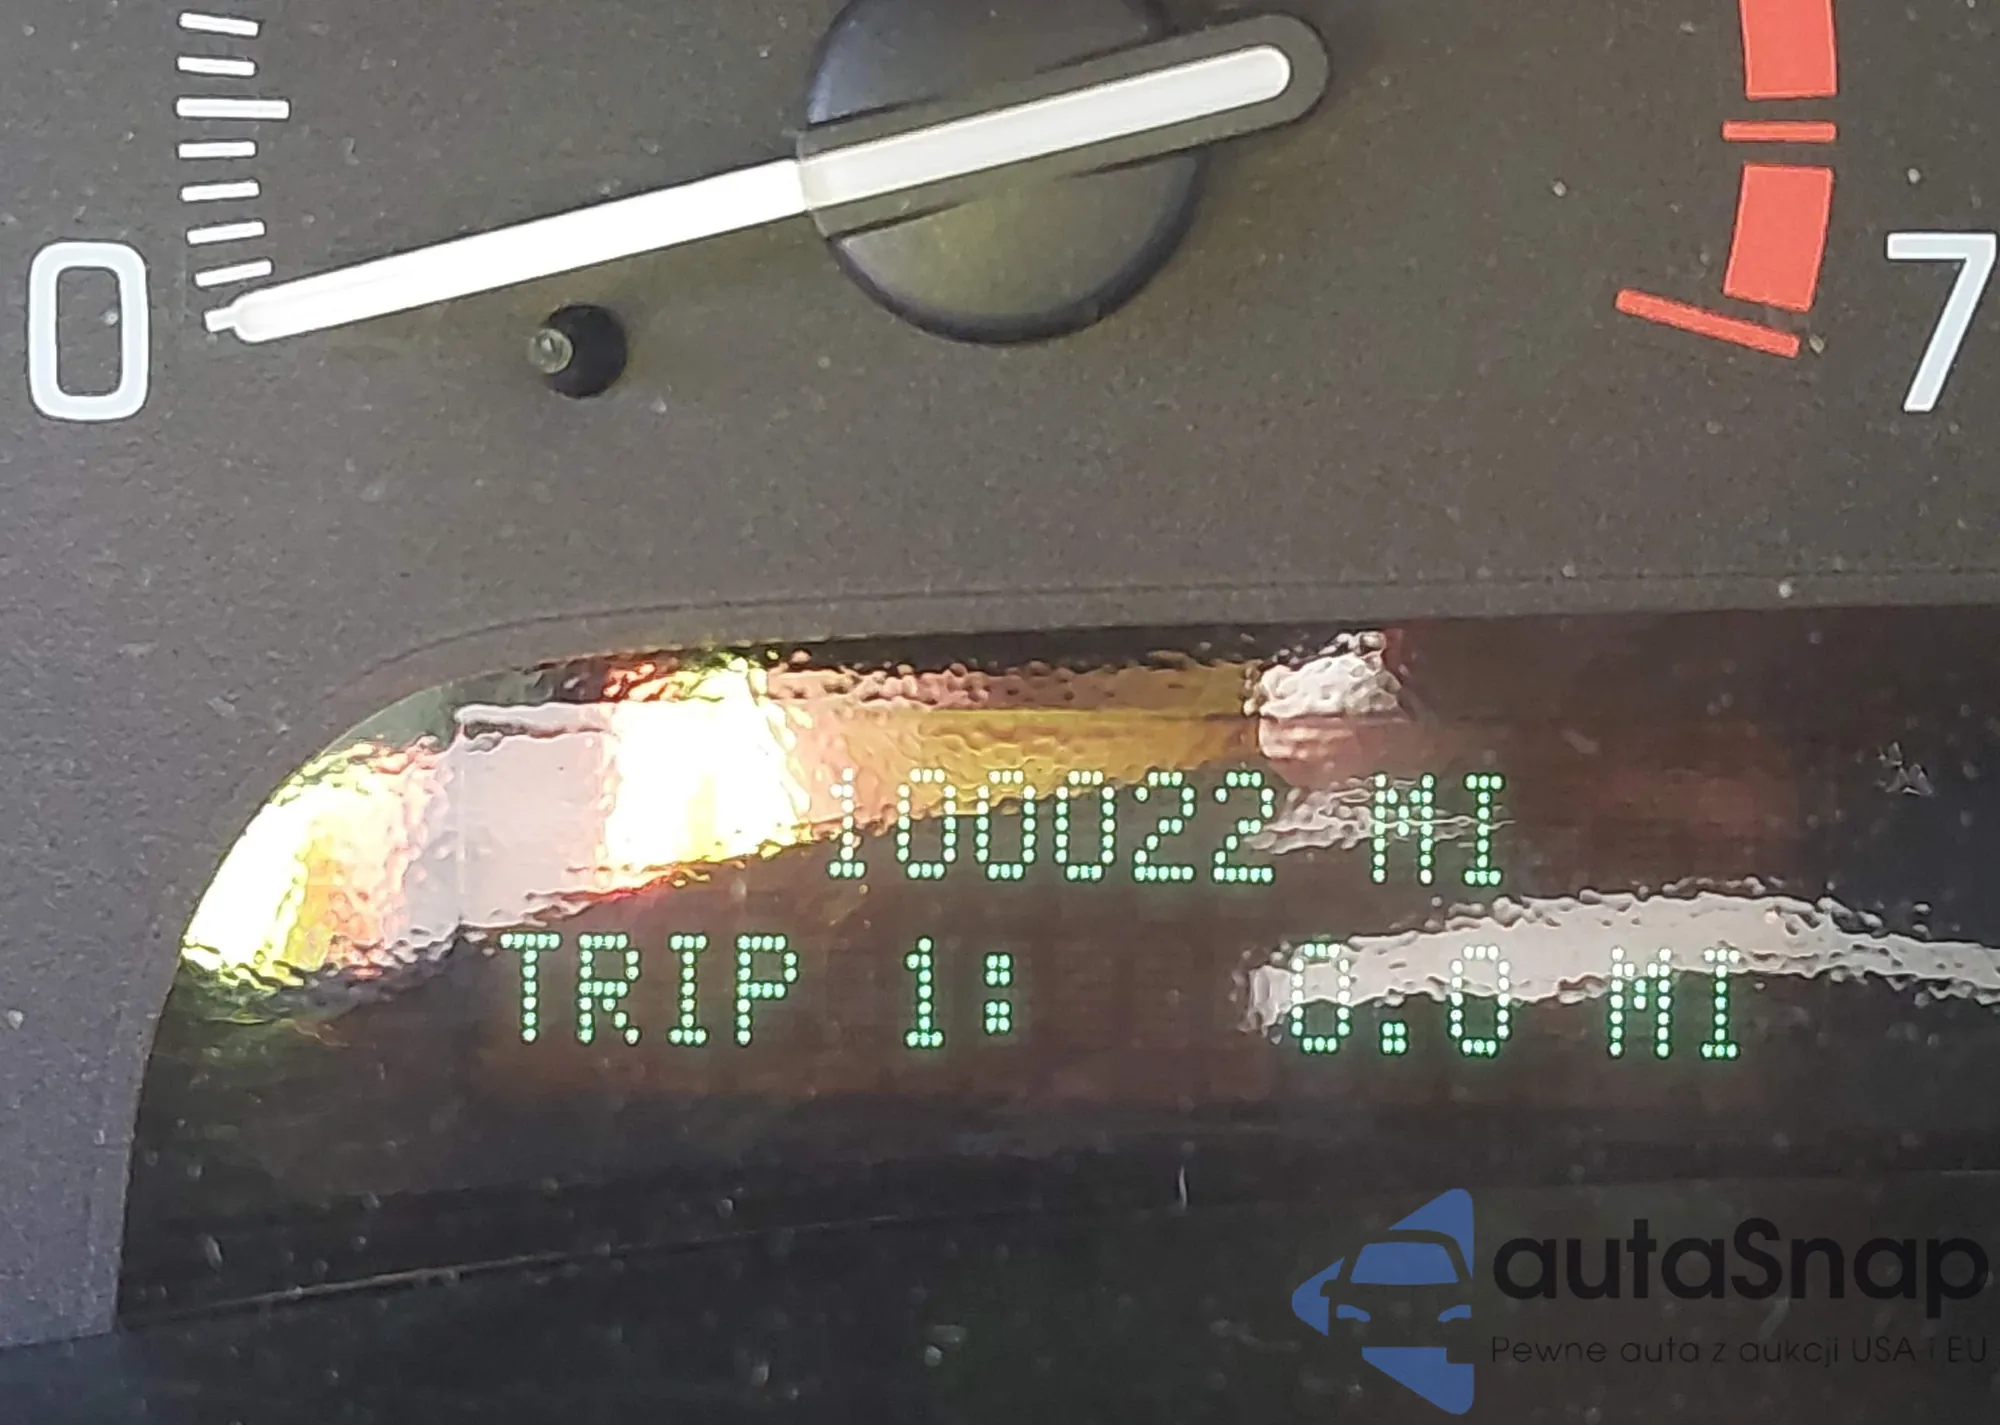 0
7
100022 MI
TRIP 1: 0.0 MI
autaSnap
Pewne auta z aukcji USA i EU